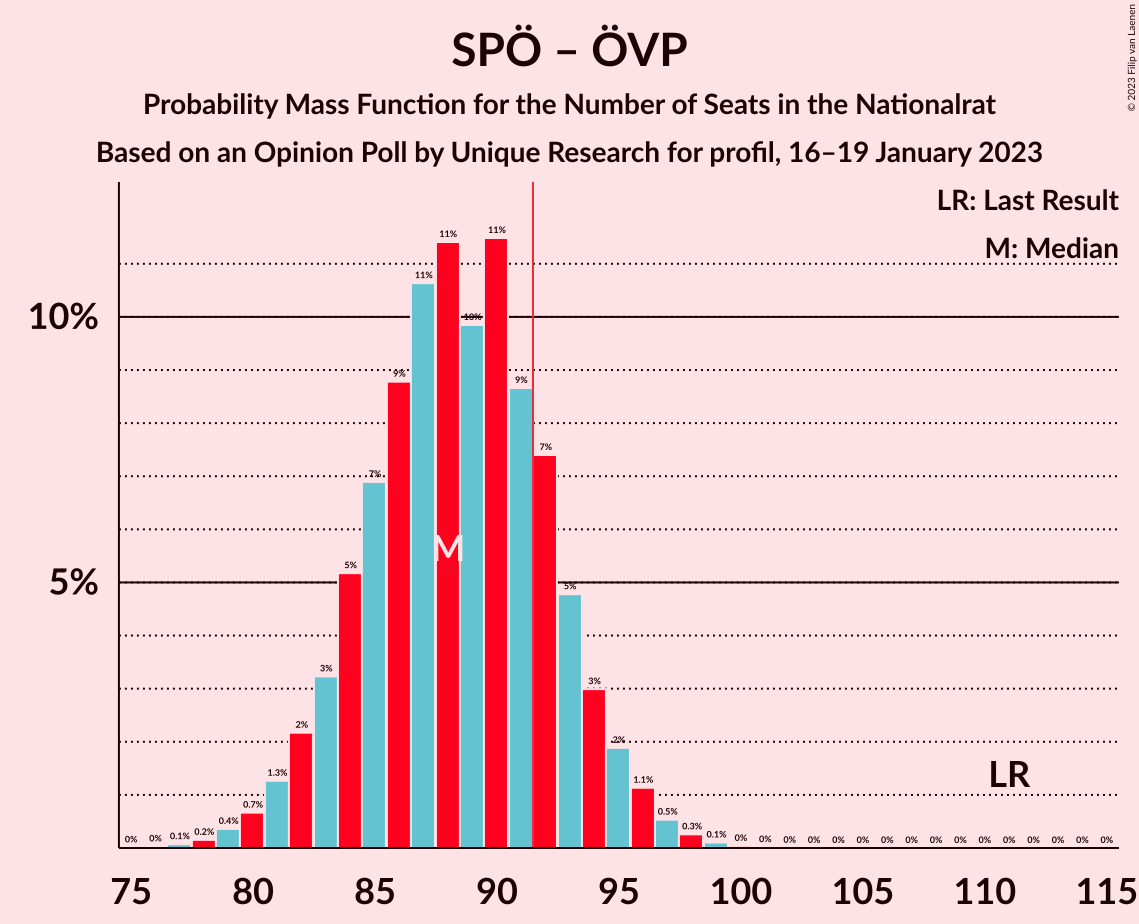 SPÖ – ÖVP
Probability Mass Function for the Number of Seats in the Nationalrat
Based on an Opinion Poll by Unique Research for profil, 16–19 January 2023
© 2023 Filip van Laenen
LR: Last Result
M: Median
10%
5%
0% 0% 0.1% 0.2% 0.4% 0.7% 1.3% 2% 3% 5% 7% 9% 11% 11% 10% 11% 9% 7% 5% 3% 2% 1.1% 0.5% 0.3% 0.1% 0% 0% 0% 0% 0% 0% 0% 0% 0% 0% 0% 0% 0% 0% 0% 0%
M
LR
75 80 85 90 95 100 105 110 115